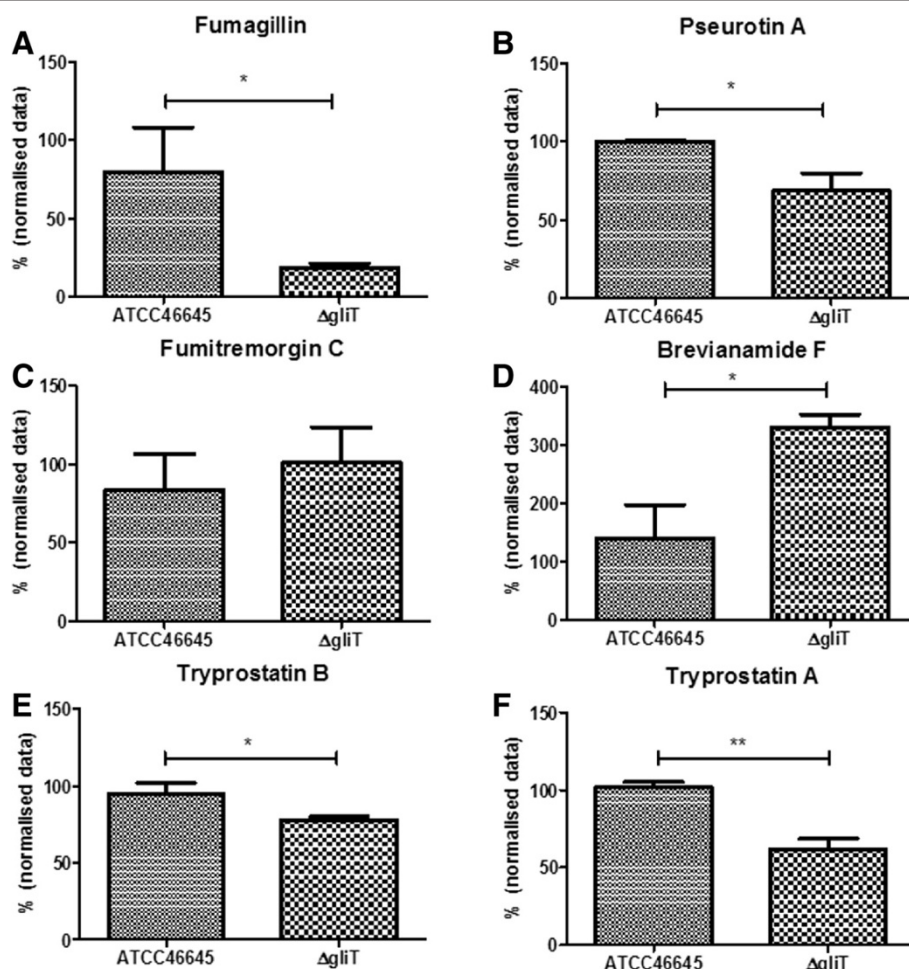 A
Fumagillin
% (normalised data)
150
100
50
0
*
ATCC46645
ΔgliT
B
Pseurotin A
% (normalised data)
150
100
50
0
*
ATCC46645
ΔgliT
C
Fumitremorgin C
% (normalised data)
150
100
50
0
ATCC46645
ΔgliT
D
Brevianamide F
% (normalised data)
400
300
200
100
0
*
ATCC46645
ΔgliT
E
Tryprostatin B
% (normalised data)
150
100
50
0
*
ATCC46645
ΔgliT
F
Tryprostatin A
% (normalised data)
150
100
50
0
**
ATCC46645
ΔgliT